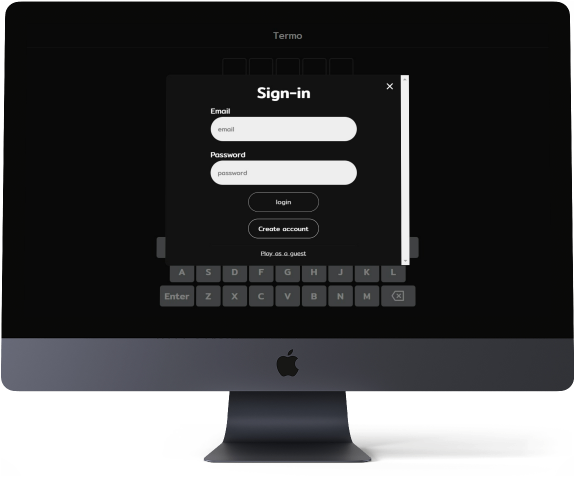 Termo
Sign-in
Email
email
Password
password
login
Create account
Play as a guest
A S D F G H J K L
Enter Z X C V B N M